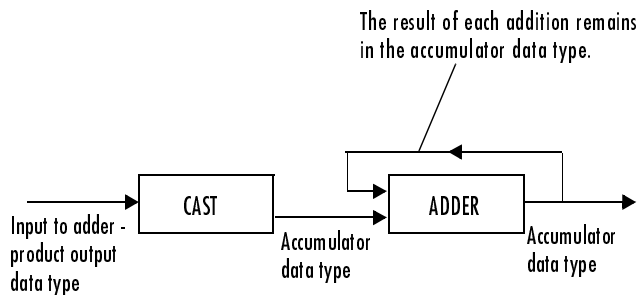 The result of each addition remains
in the accumulator data type.
CAST
ADDER
Input to adder -
product output
data type
Accumulator
data type
Accumulator
data type